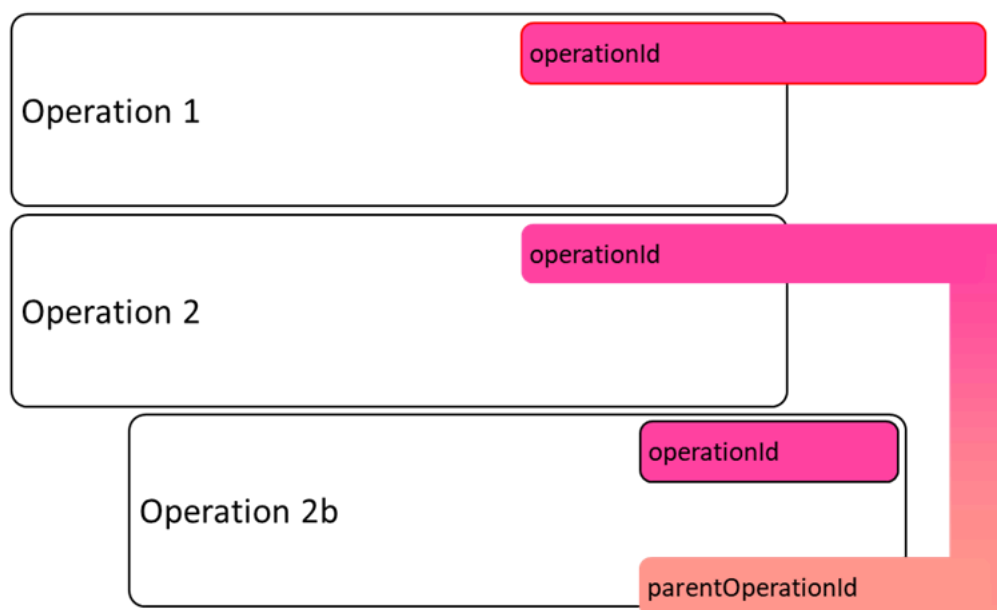 operationId
Operation 1
operationId
Operation 2
operationId
Operation 2b
parentOperationId